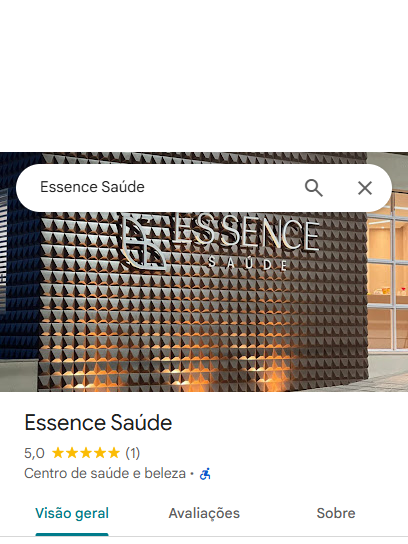 Essence Saúde
ESSENCE
SAÚDE
Essence Saúde
5,0 (1)
Centro de saúde e beleza ·
Visão geral Avaliações Sobre